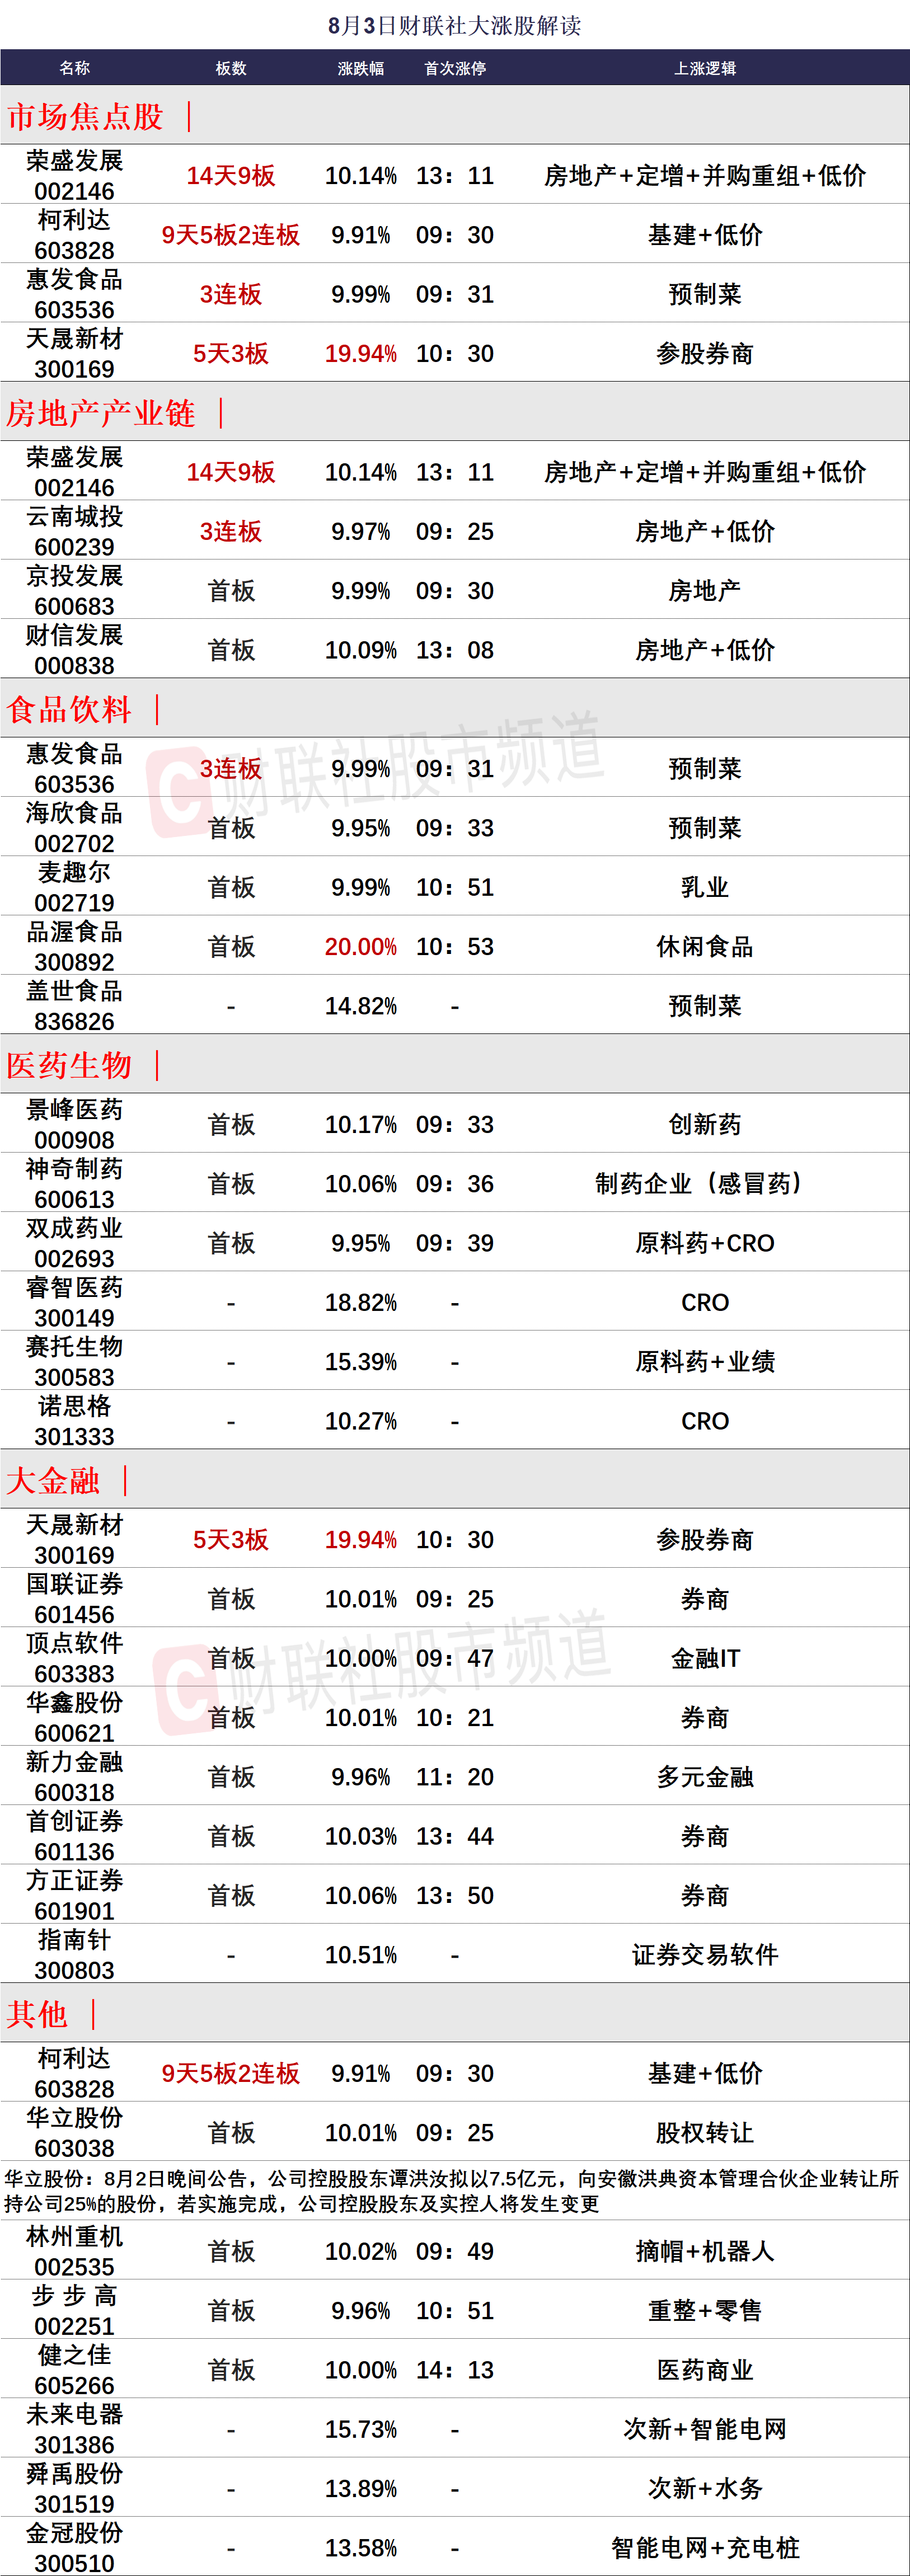 8月3日财联社大涨股解读
名称 板数 涨跌幅 首次涨停 上涨逻辑
市场焦点股 ｜
荣盛发展
002146 14天9板 10.14% 13：11 房地产+定增+并购重组+低价
柯利达
603828 9天5板2连板 9.91% 09：30 基建+低价
惠发食品
603536 3连板 9.99% 09：31 预制菜
天晟新材
300169 5天3板 19.94% 10：30 参股券商
房地产产业链 ｜
荣盛发展
002146 14天9板 10.14% 13：11 房地产+定增+并购重组+低价
云南城投
600239 3连板 9.97% 09：25 房地产+低价
京投发展
600683 首板 9.99% 09：30 房地产
财信发展
000838 首板 10.09% 13：08 房地产+低价
食品饮料 ｜
惠发食品
603536 3连板 9.99% 09：31 预制菜
海欣食品
002702 首板 9.95% 09：33 预制菜
麦趣尔
002719 首板 9.99% 10：51 乳业
品渥食品
300892 首板 20.00% 10：53 休闲食品
盖世食品
836826 - 14.82% - 预制菜
C财联社股市频道
医药生物 ｜
景峰医药
000908 首板 10.17% 09：33 创新药
神奇制药
600613 首板 10.06% 09：36 制药企业（感冒药）
双成药业
002693 首板 9.95% 09：39 原料药+CRO
睿智医药
300149 - 18.82% - CRO
赛托生物
300583 - 15.39% - 原料药+业绩
诺思格
301333 - 10.27% - CRO
大金融 ｜
天晟新材
300169 5天3板 19.94% 10：30 参股券商
国联证券
601456 首板 10.01% 09：25 券商
顶点软件
603383 首板 10.00% 09：47 金融IT
华鑫股份
600621 首板 10.01% 10：21 券商
新力金融
600318 首板 9.96% 11：20 多元金融
首创证券
601136 首板 10.03% 13：44 券商
方正证券
601901 首板 10.06% 13：50 券商
指南针
300803 - 10.51% - 证券交易软件
C财联社股市频道
其他 ｜
柯利达
603828 9天5板2连板 9.91% 09：30 基建+低价
华立股份
603038 首板 10.01% 09：25 股权转让
华立股份：8月2日晚间公告，公司控股股东谭洪汝拟以7.5亿元，向安徽洪典资本管理合伙企业转让所
持公司25%的股份，若实施完成，公司控股股东及实控人将发生变更
林州重机
002535 首板 10.02% 09：49 摘帽+机器人
步 步 高
002251 首板 9.96% 10：51 重整+零售
健之佳
605266 首板 10.00% 14：13 医药商业
未来电器
301386 - 15.73% - 次新+智能电网
舜禹股份
301519 - 13.89% - 次新+水务
金冠股份
300510 - 13.58% - 智能电网+充电桩